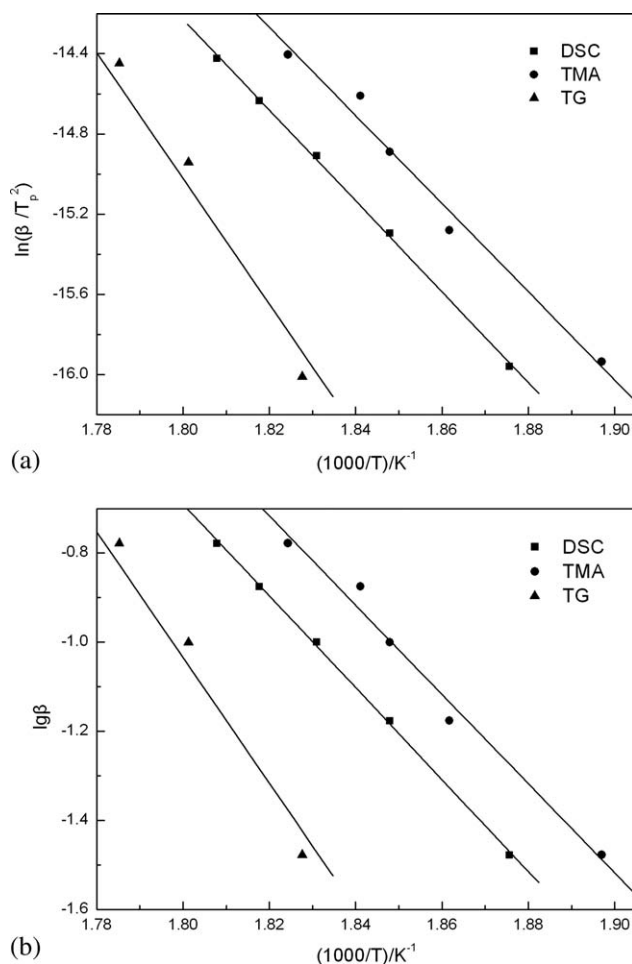 -14.4
-14.8
-15.2
-15.6
-16.0
ln(β /Tp²)
DSC
TMA
TG
1.78 1.80 1.82 1.84 1.86 1.88 1.90
(1000/T)/K⁻¹
(a)
-0.8
-1.0
-1.2
-1.4
-1.6
lgβ
DSC
TMA
TG
1.78 1.80 1.82 1.84 1.86 1.88 1.90
(1000/T)/K⁻¹
(b)